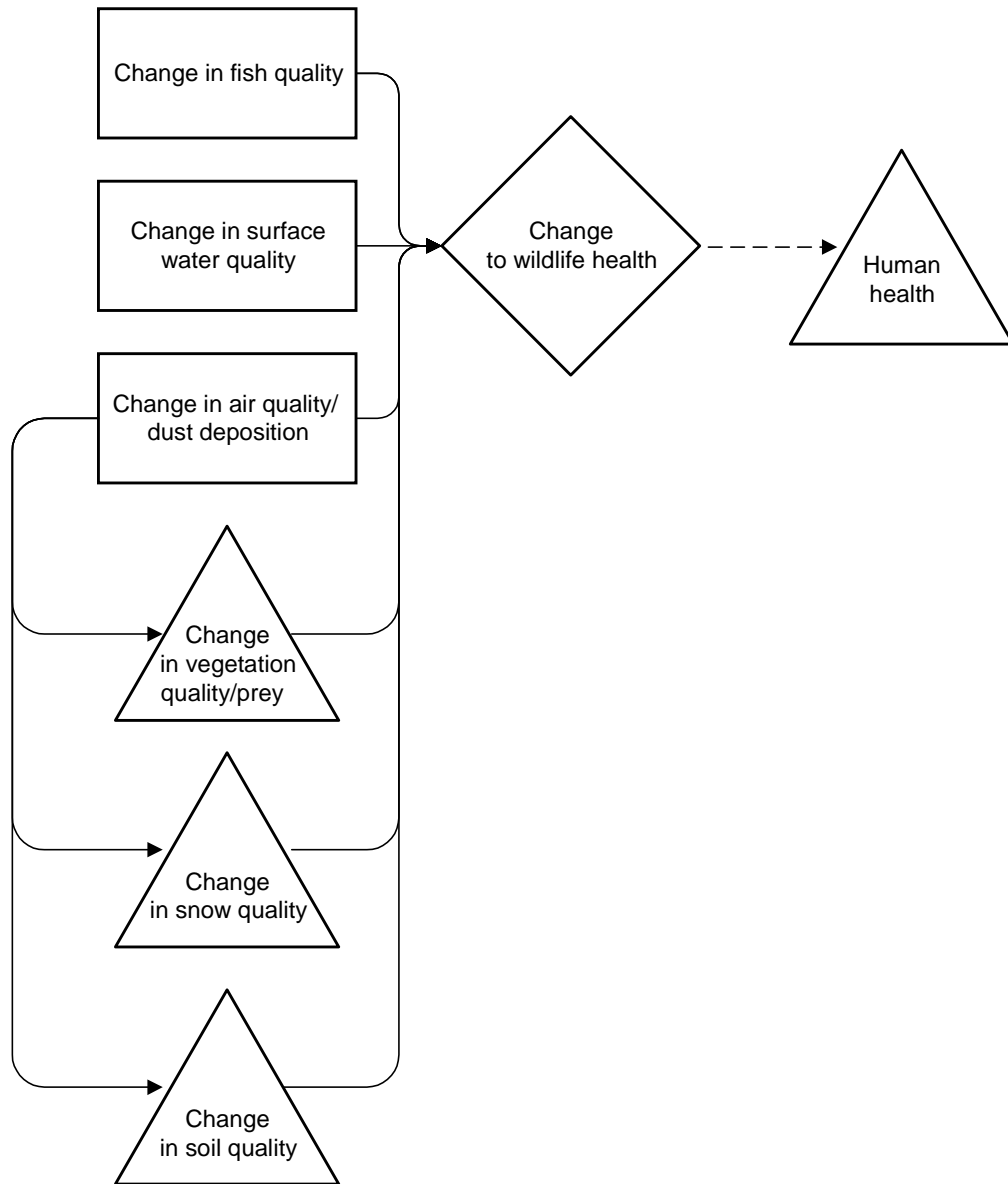 Change in fish quality
Change in surface
water quality
Change in air quality/
dust deposition
Change
in vegetation
quality/prey
Change
in snow quality
Change
in soil quality
Change
to wildlife health
Human
health